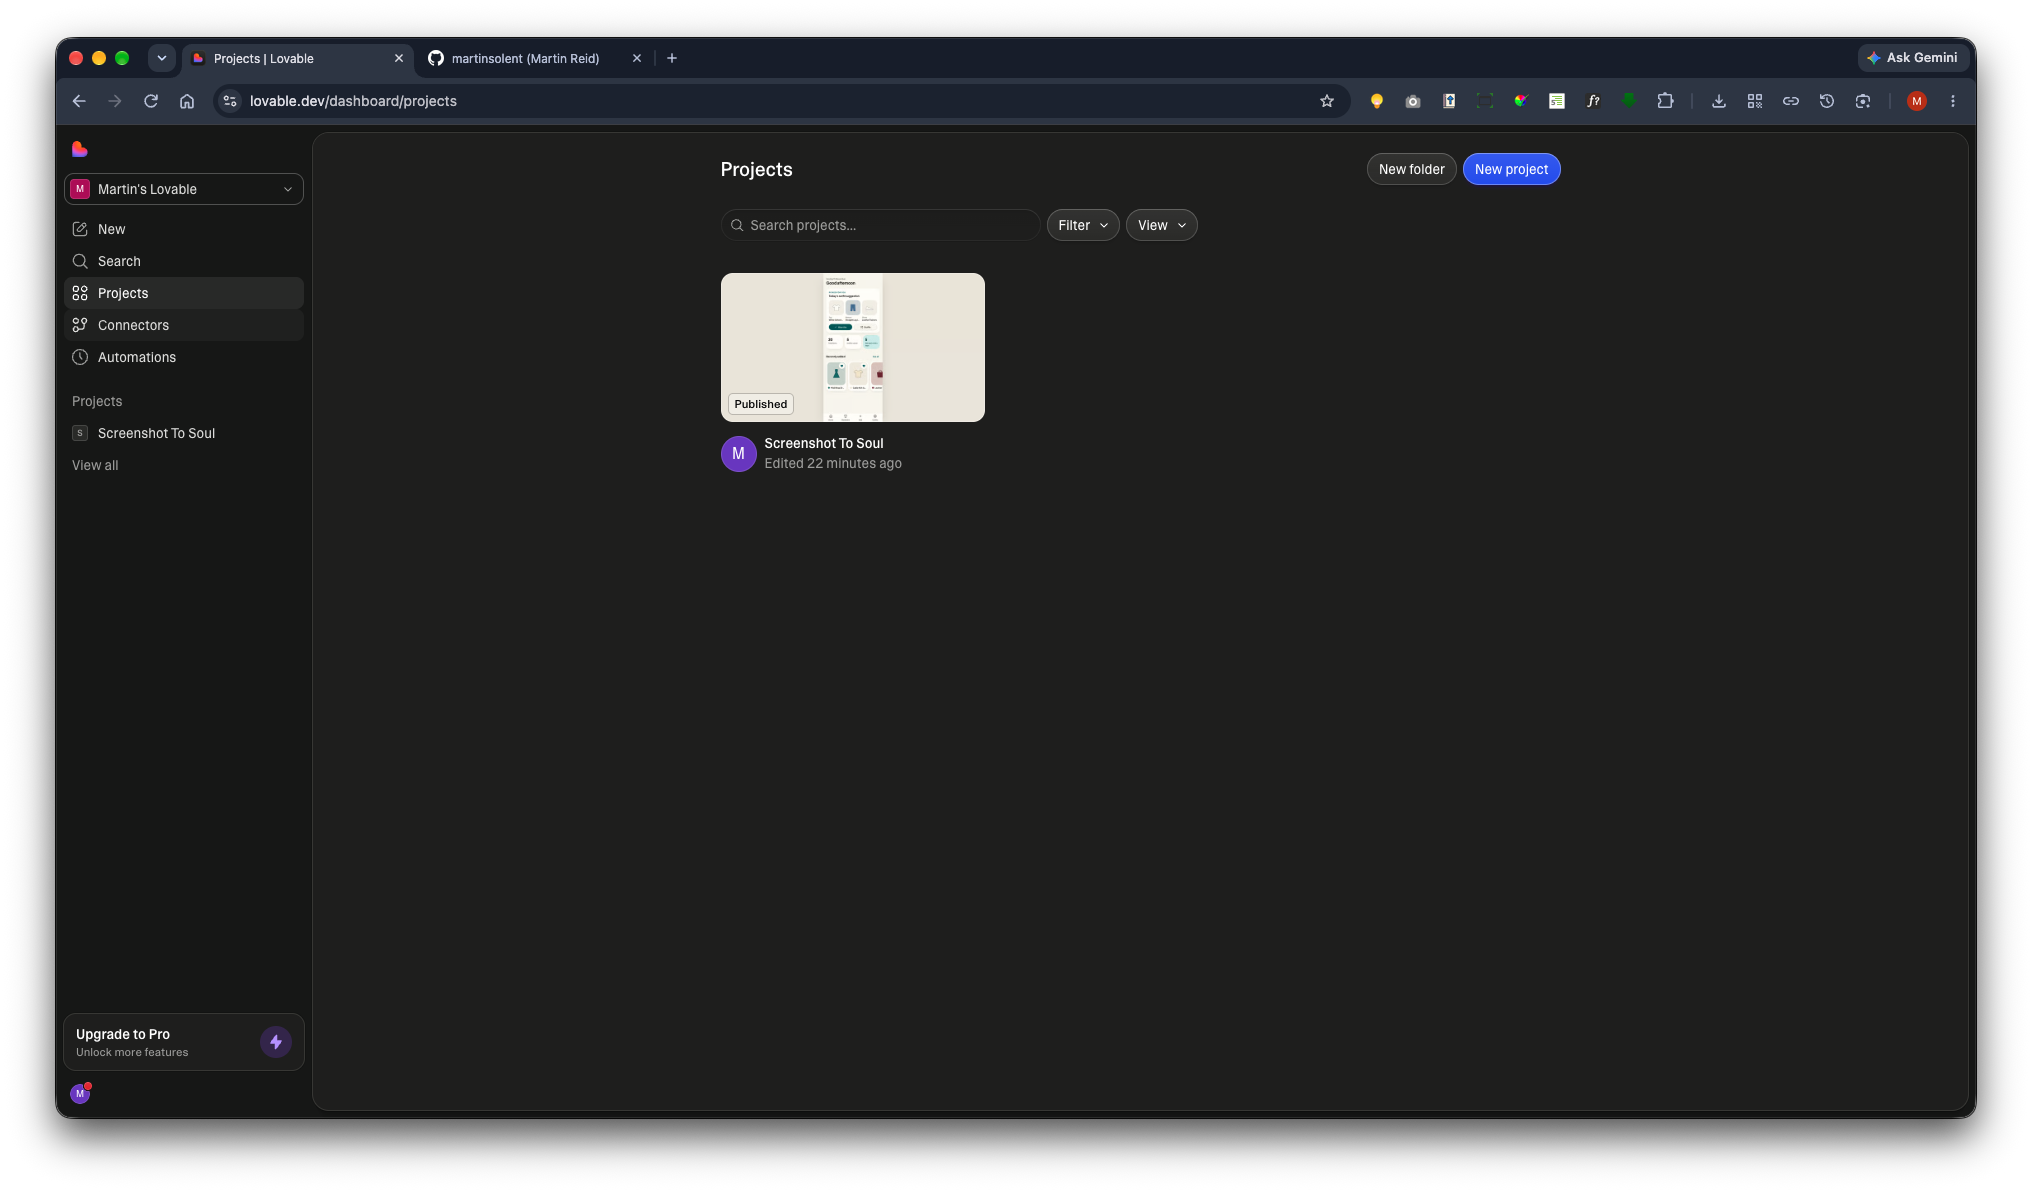 Projects | Lovable
martinsolent (Martin Reid)
Ask Gemini
lovable.dev/dashboard/projects
M
M
Martin's Lovable
New
Search
Projects
Connectors
Automations
Projects
S
Screenshot To Soul
View all
Upgrade to Pro
Unlock more features
M
Projects
New folder
New project
Search projects...
Filter
View
Good afternoon
Published
M
Screenshot To Soul
Edited 22 minutes ago